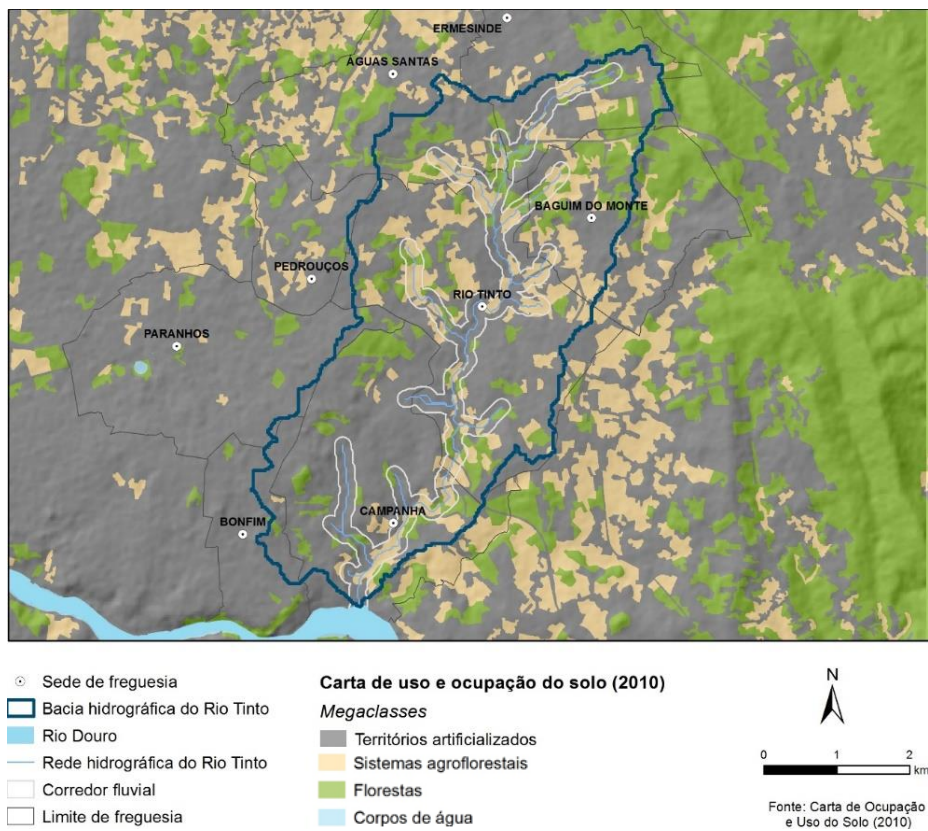 ERMESINDE
ÁGUAS SANTAS
BAGUIM DO MONTE
PEDROUÇOS
RIO TINTO
PARANHOS
CAMPANHA
BONFIM
Sede de freguesia
Bacia hidrográfica do Rio Tinto
Rio Douro
Rede hidrográfica do Rio Tinto
Corredor fluvial
Limite de freguesia
Carta de uso e ocupação do solo (2010)
Megaclasses
Territórios artificializados
Sistemas agroflorestais
Florestas
Corpos de água
N
0 1 2
km
Fonte: Carta de Ocupação
e Uso do Solo (2010)